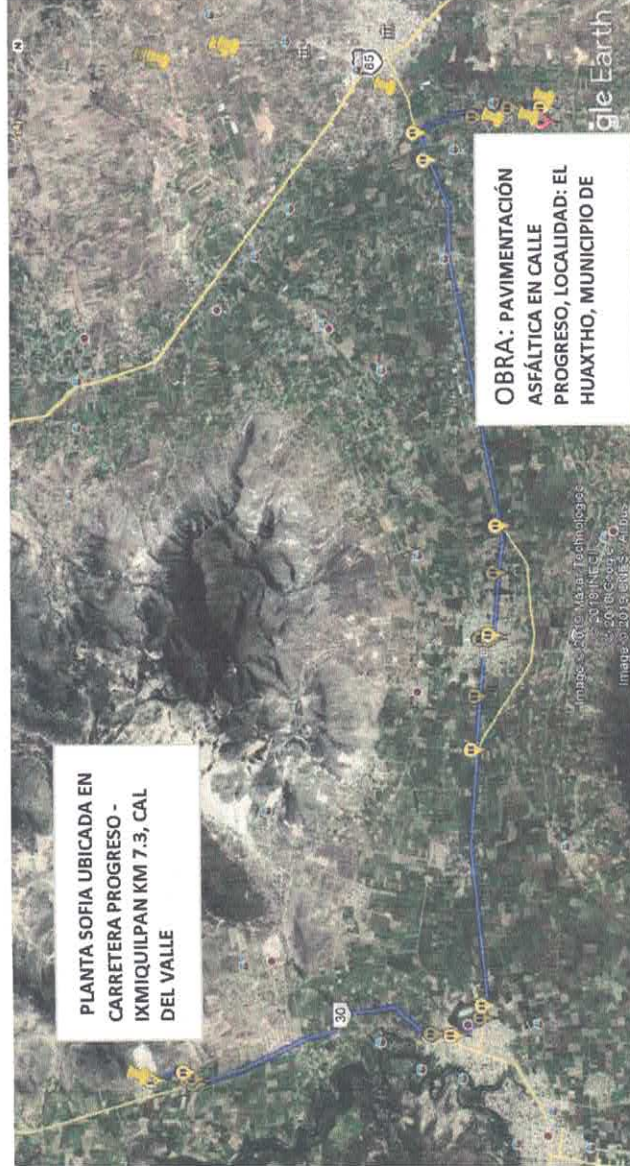 N
PLANTA SOFIA UBICADA EN
CARRETERA PROGRESO -
IXMIQUILPAN KM 7.3, CAL
DEL VALLE
85
30
OBRA: PAVIMENTACIÓN
ASFÁLTICA EN CALLE
PROGRESO, LOCALIDAD: EL
HUAXTHO, MUNICIPIO DE
gle Earth